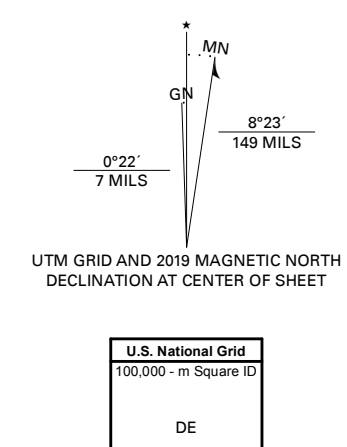 ★
MN
GN
8°23´
149 MILS
0°22´
7 MILS
UTM GRID AND 2019 MAGNETIC NORTH
DECLINATION AT CENTER OF SHEET
U.S. National Grid
100,000 - m Square ID
DE